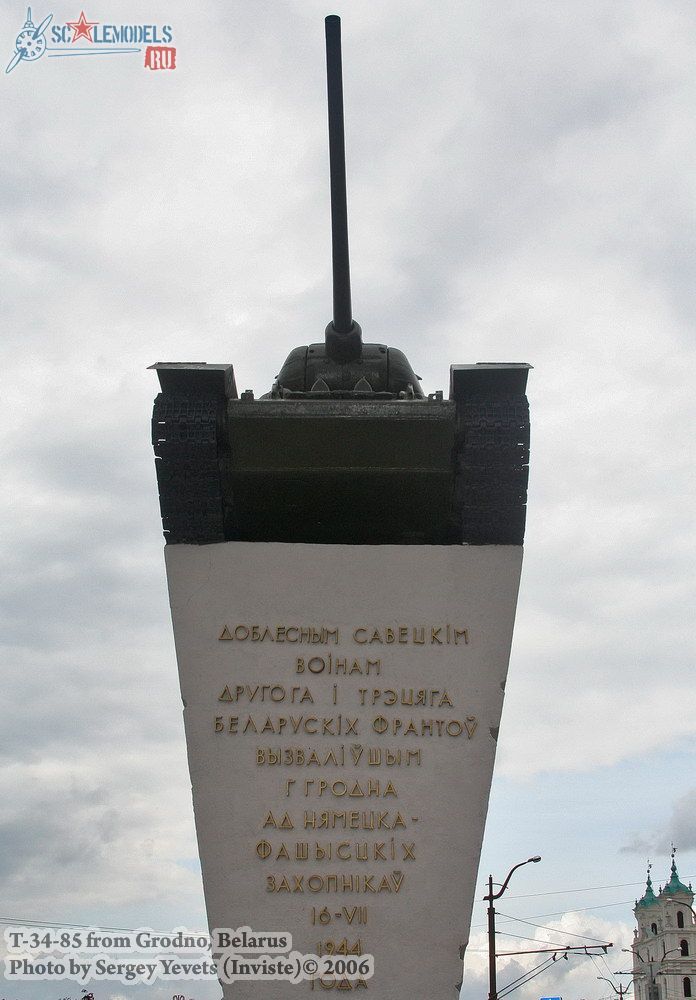 SCALEMODELS
RU
ДОБЛЕСНЫМ САВЕЦКІМ
ВОІНАМ
ДРУГОГА І ТРЭЦЯГА
БЕЛАРУСКІХ ФРАНТОЎ
ВЫЗВАЛІЎШЫМ
Г ГРОДНА
АД НЯМЕЦКА-
ФАШЫСЦКІХ
ЗАХОПНІКАЎ
16-VII
1944
ГОДА
T-34-85 from Grodno, Belarus
Photo by Sergey Yevets (Inviste)© 2006